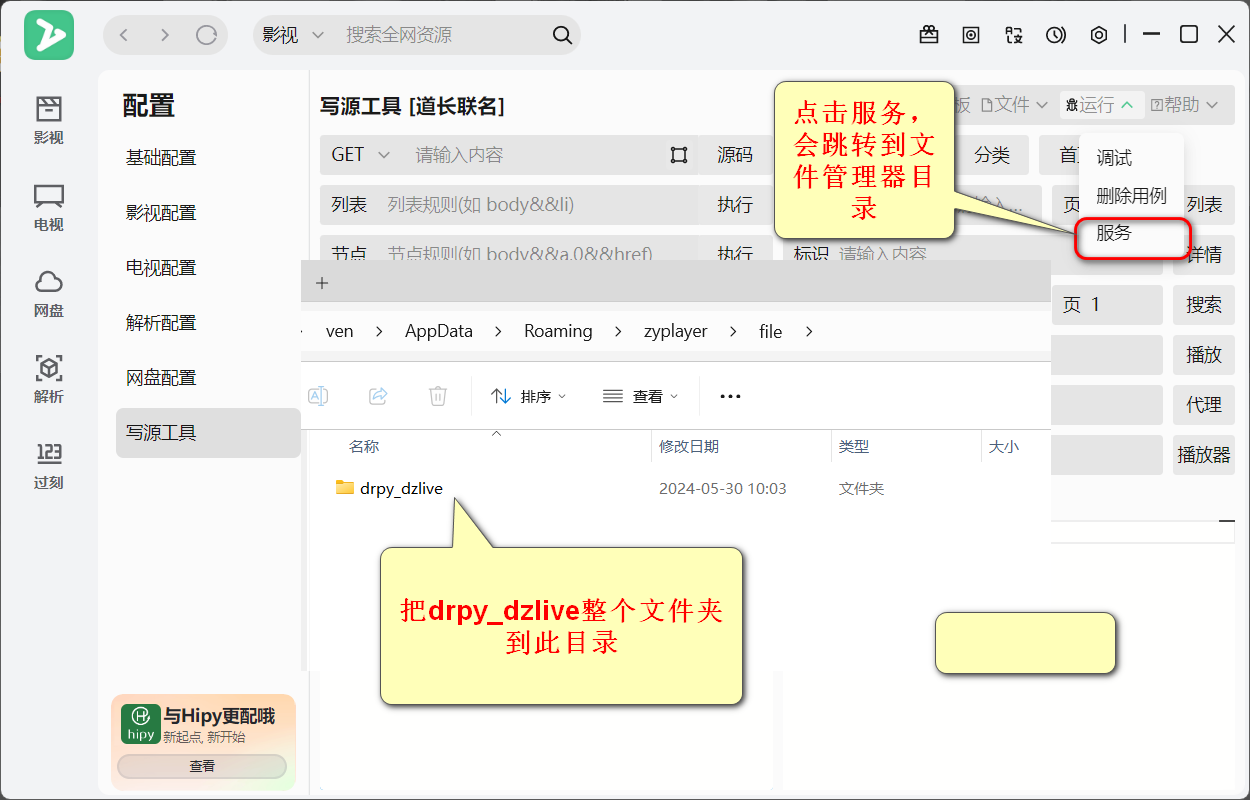 影视
搜索全网资源
影视
电视
网盘
解析
过刻
配置
基础配置
影视配置
电视配置
解析配置
网盘配置
写源工具
与Hipy更配哦
hipy
新起点, 新开始
查看
写源工具 [道长联名]
板
文件
运行
帮助
GET
请输入内容
源码
分类
首
列表
列表规则(如 body&&li)
执行
页
列表
节点
节点规则(如 body&&a,0&&href)
执行
标识
请输入内容
详情
页 1
搜索
播放
代理
播放器
调试
删除用例
服务
点击服务，
会跳转到文
件管理器目
录
ven > AppData > Roaming > zyplayer > file >
排序
查看
名称
修改日期
类型
大小
drpy_dzlive
2024-05-30 10:03
文件夹
把drpy_dzlive整个文件夹
到此目录